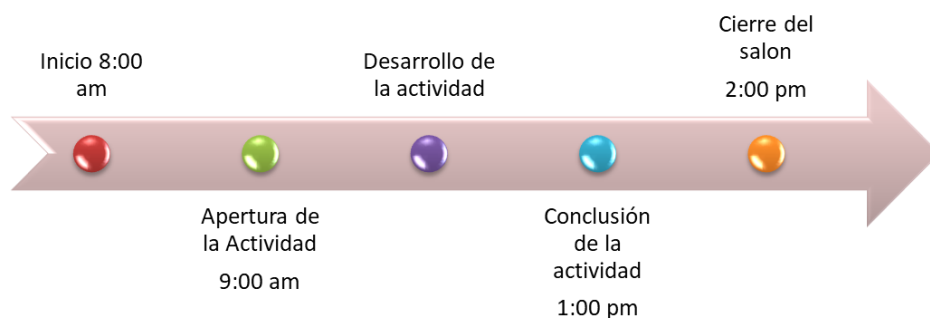 Inicio 8:00
am
Apertura de
la Actividad
9:00 am
Desarrollo de
la actividad
Conclusión
de la
actividad
1:00 pm
Cierre del
salon
2:00 pm